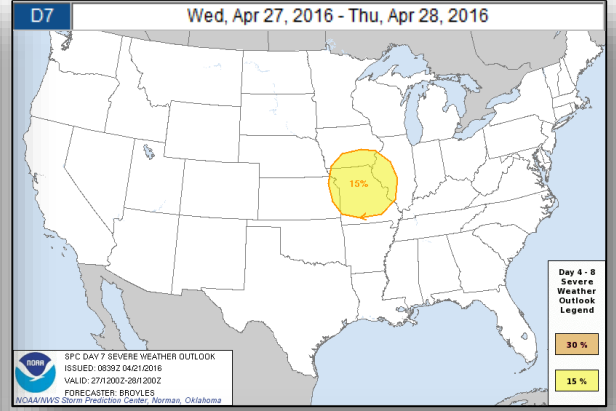 D7
Wed, Apr 27, 2016 - Thu, Apr 28, 2016
15%
Day 4 - 8
Severe
Weather
Outlook
Legend
30 %
15 %
NOAA
SPC DAY 7 SEVERE WEATHER OUTLOOK
ISSUED: 0839Z 04/21/2016
VALID: 27/1200Z-28/1200Z
FORECASTER: BROYLES
NOAA/NWS Storm Prediction Center, Norman, Oklahoma